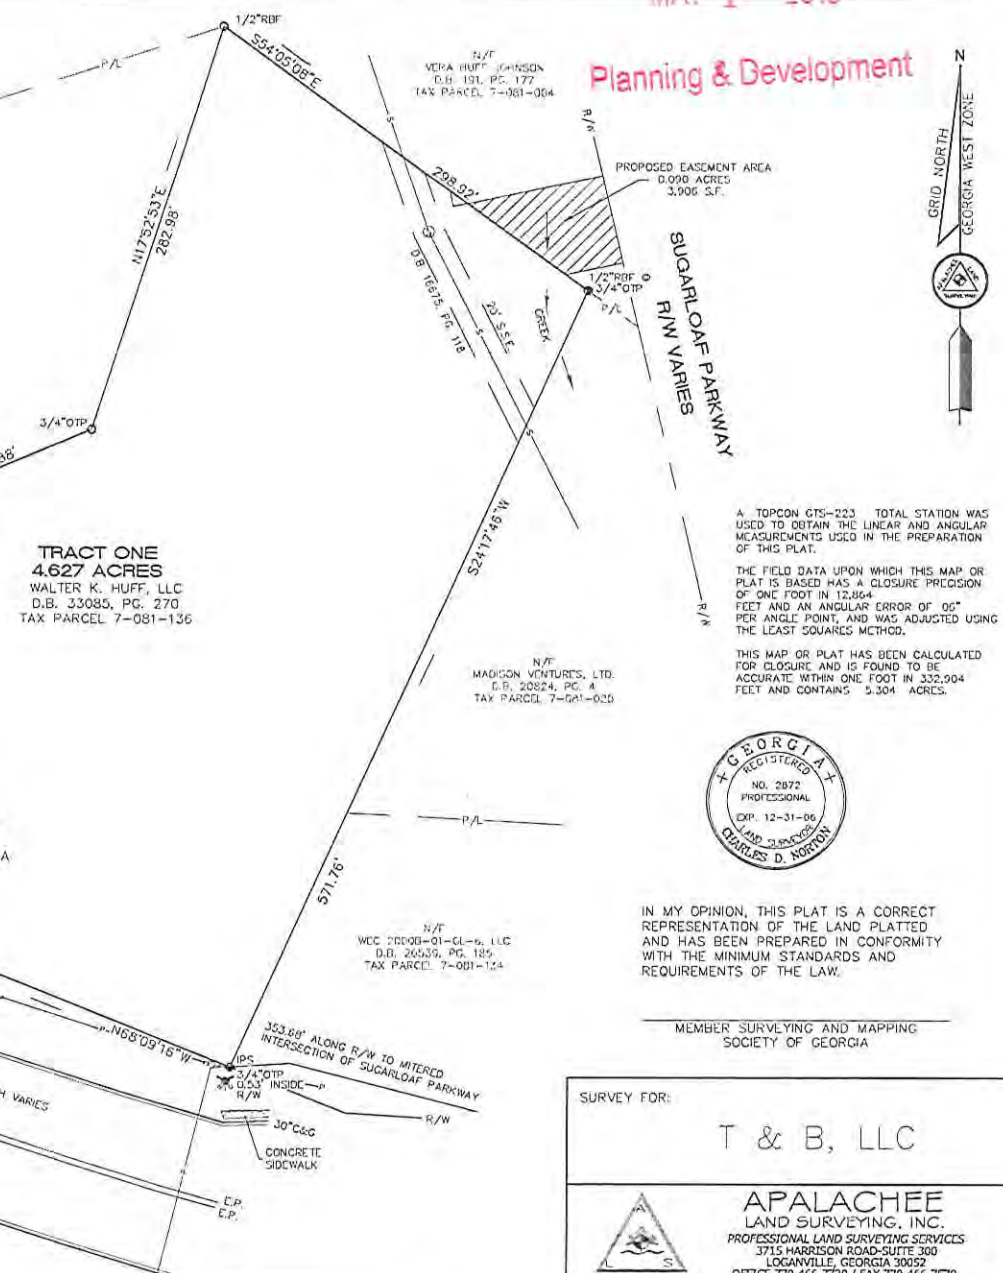 2013
Planning & Development
1/2"RBF
P/L
S54°05'08"E
298.92'
N/F
VERA HUFF JOHNSON
D.B. 191, PG. 177
TAX PARCEL 7-081-004
R/W
PROPOSED EASEMENT AREA
0.090 ACRES
3,906 S.F.
N
GRID NORTH
GEORGIA WEST ZONE
APALACHEE
LAND
SURVEYING
N17°52'53"E
282.98'
S
D.B. 16675, PG. 118
20' S.S.E.
S
CREEK
1/2"RBF
3/4"OTP
P/L
SUGARLOAF PARKWAY
R/W VARIES
3/4"OTP
S
S24°17'46"W
571.76'
TRACT ONE
4.627 ACRES
WALTER K. HUFF, LLC
D.B. 33085, PG. 270
TAX PARCEL 7-081-136
A TOPCON GTS-223 TOTAL STATION WAS
USED TO OBTAIN THE LINEAR AND ANGULAR
MEASUREMENTS USED IN THE PREPARATION
OF THIS PLAT.
THE FIELD DATA UPON WHICH THIS MAP OR
PLAT IS BASED HAS A CLOSURE PRECISION
OF ONE FOOT IN 12,864
FEET AND AN ANGULAR ERROR OF 06"
PER ANGLE POINT, AND WAS ADJUSTED USING
THE LEAST SQUARES METHOD.
THIS MAP OR PLAT HAS BEEN CALCULATED
FOR CLOSURE AND IS FOUND TO BE
ACCURATE WITHIN ONE FOOT IN 332,904
FEET AND CONTAINS 5.304 ACRES.
R/W
N/F
MADISON VENTURES, LTD.
D.B. 20824, PG. 4
TAX PARCEL 7-081-020
GEORGIA
REGISTERED
NO. 2872
PROFESSIONAL
EXP. 12-31-06
LAND SURVEYOR
CHARLES D. NORTON
P/L
A
N/F
D.B. 26539, PG. 185
TAX PARCEL 7-081-134
IN MY OPINION, THIS PLAT IS A CORRECT
REPRESENTATION OF THE LAND PLATTED
AND HAS BEEN PREPARED IN CONFORMITY
WITH THE MINIMUM STANDARDS AND
REQUIREMENTS OF THE LAW.
MEMBER SURVEYING AND MAPPING
SOCIETY OF GEORGIA
P
N68°09'16"W
353.68' ALONG R/W TO MITERED
INTERSECTION OF SUGARLOAF PARKWAY
IPS
3/4"OTP
0.53' INSIDE
R/W
P
R/W
VARIES
30"C&G
CONCRETE
SIDEWALK
E.P.
E.P.
SURVEY FOR:
T & B, LLC
A
L S
APALACHEE
LAND SURVEYING, INC.
PROFESSIONAL LAND SURVEYING SERVICES
3715 HARRISON ROAD-SUITE 300
LOGANVILLE, GEORGIA 30052